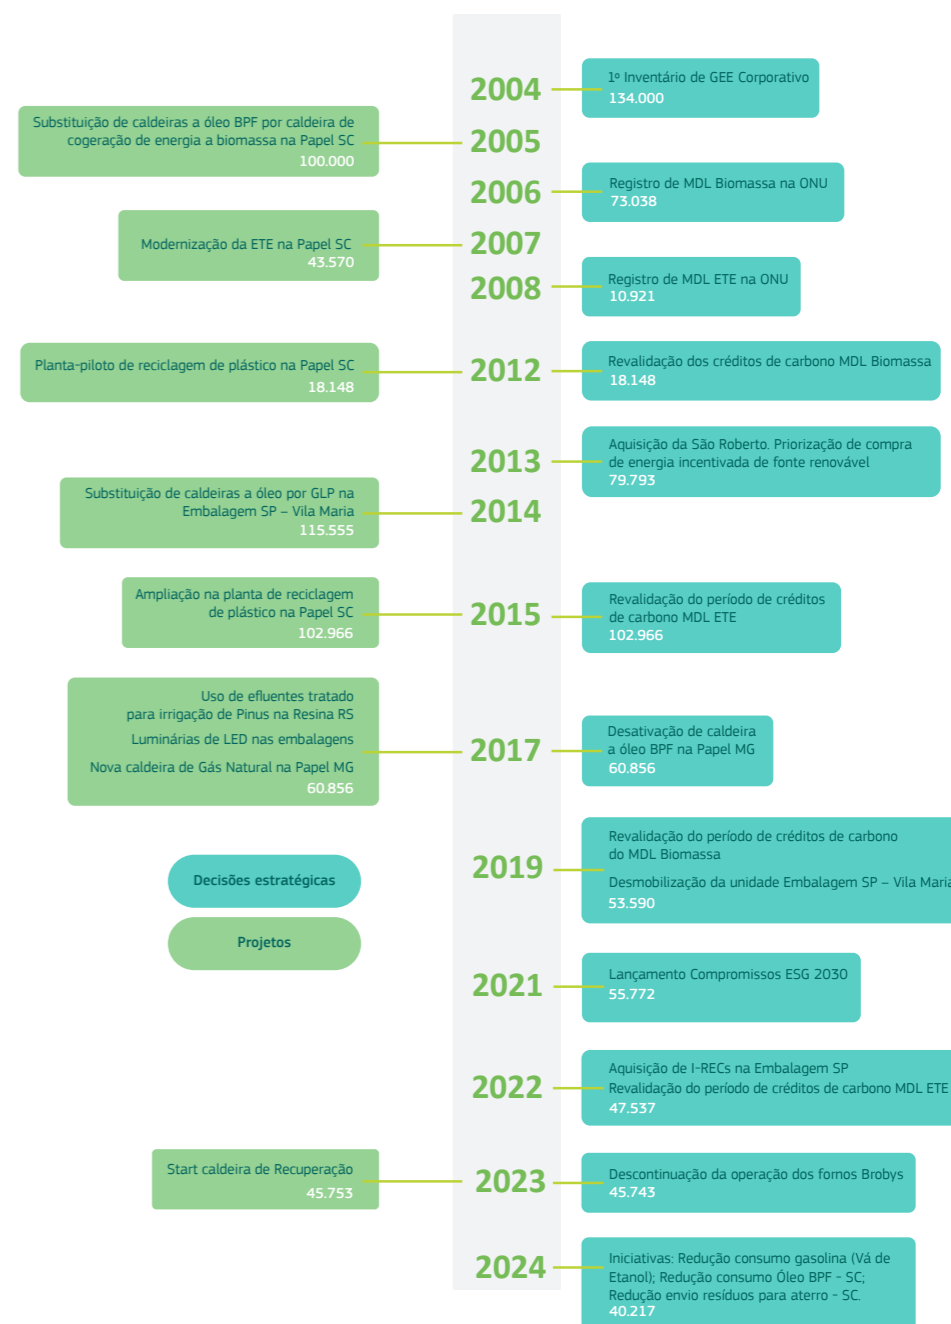 2004
1º Inventário de GEE Corporativo
134.000
Substituição de caldeiras a óleo BPF por caldeira de
cogeração de energia a biomassa na Papel SC
100.000
2005
2006
Registro de MDL Biomassa na ONU
73.038
Modernização da ETE na Papel SC
43.570
2007
2008
Registro de MDL ETE na ONU
10.921
Planta-piloto de reciclagem de plástico na Papel SC
18.148
2012
Revalidação dos créditos de carbono MDL Biomassa
18.148
2013
Aquisição da São Roberto. Priorização de compra
de energia incentivada de fonte renovável
79.793
Substituição de caldeiras a óleo por GLP na
Embalagem SP – Vila Maria
115.555
2014
Ampliação na planta de reciclagem
de plástico na Papel SC
102.966
2015
Revalidação do período de créditos
de carbono MDL ETE
102.966
Uso de efluentes tratado
para irrigação de Pinus na Resina RS
Luminárias de LED nas embalagens
Nova caldeira de Gás Natural na Papel MG
60.856
2017
Desativação de caldeira
a óleo BPF na Papel MG
60.856
2019
Revalidação do período de créditos de carbono
do MDL Biomassa
Desmobilização da unidade Embalagem SP – Vila Maria
53.590
Decisões estratégicas
Projetos
2021
Lançamento Compromissos ESG 2030
55.772
2022
Aquisição de I-RECs na Embalagem SP
Revalidação do período de créditos de carbono MDL ETE
47.537
Start caldeira de Recuperação
45.753
2023
Descontinuação da operação dos fornos Brobys
45.743
2024
Iniciativas: Redução consumo gasolina (Vá de
Etanol); Redução consumo Óleo BPF - SC;
Redução envio resíduos para aterro - SC.
40.217